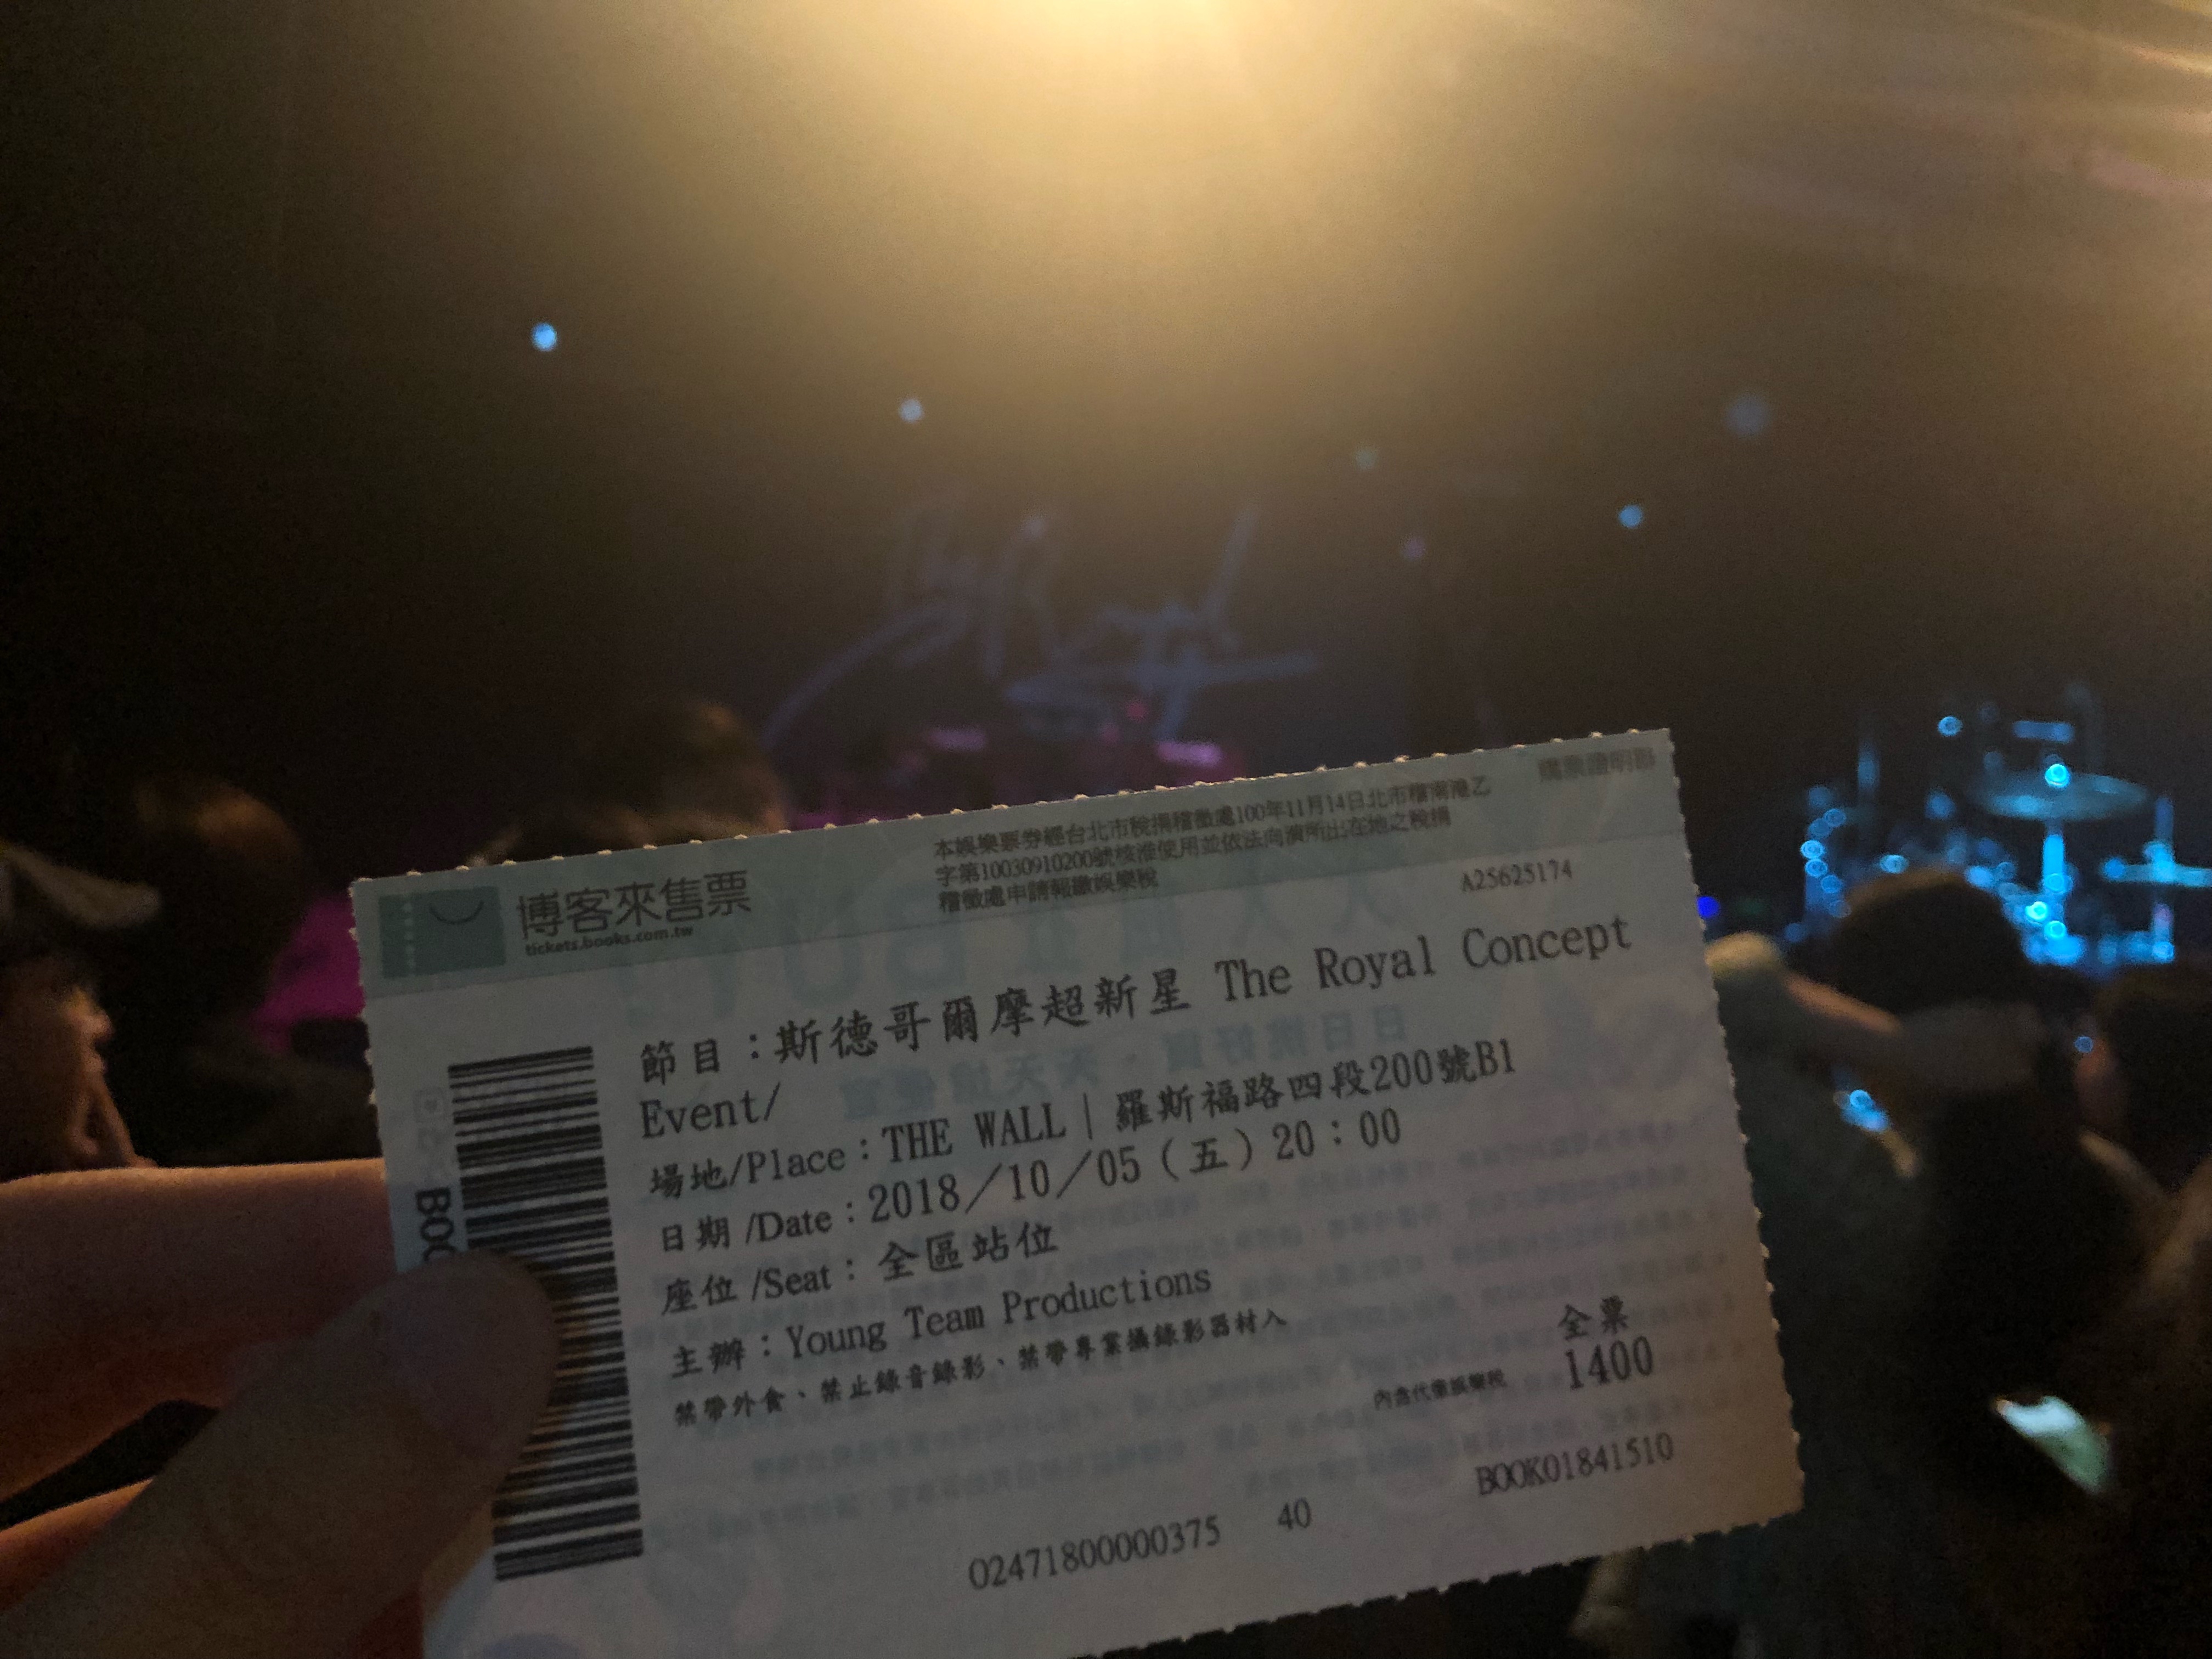 購票證明聯
本娛樂票券經台北市稅捐稽徵處100年11月14日北市稽南港乙
字第10030910200號核准使用並依法向演所出在地之稅捐
稽徵處申請報繳娛樂稅
博客來售票
tickets.books.com.tw
A25625174
節目：斯德哥爾摩超新星 The Royal Concept
Event/
場地/Place：THE WALL｜羅斯福路四段200號B1
日期/Date：2018／10／05（五）20：00
座位/Seat：全區站位
主辦：Young Team Productions
禁帶外食、禁止錄音錄影、禁帶專業攝錄影器材入
全票
內含代徵娛樂稅 1400
BOOK01841510
02471800000375 40
BOO